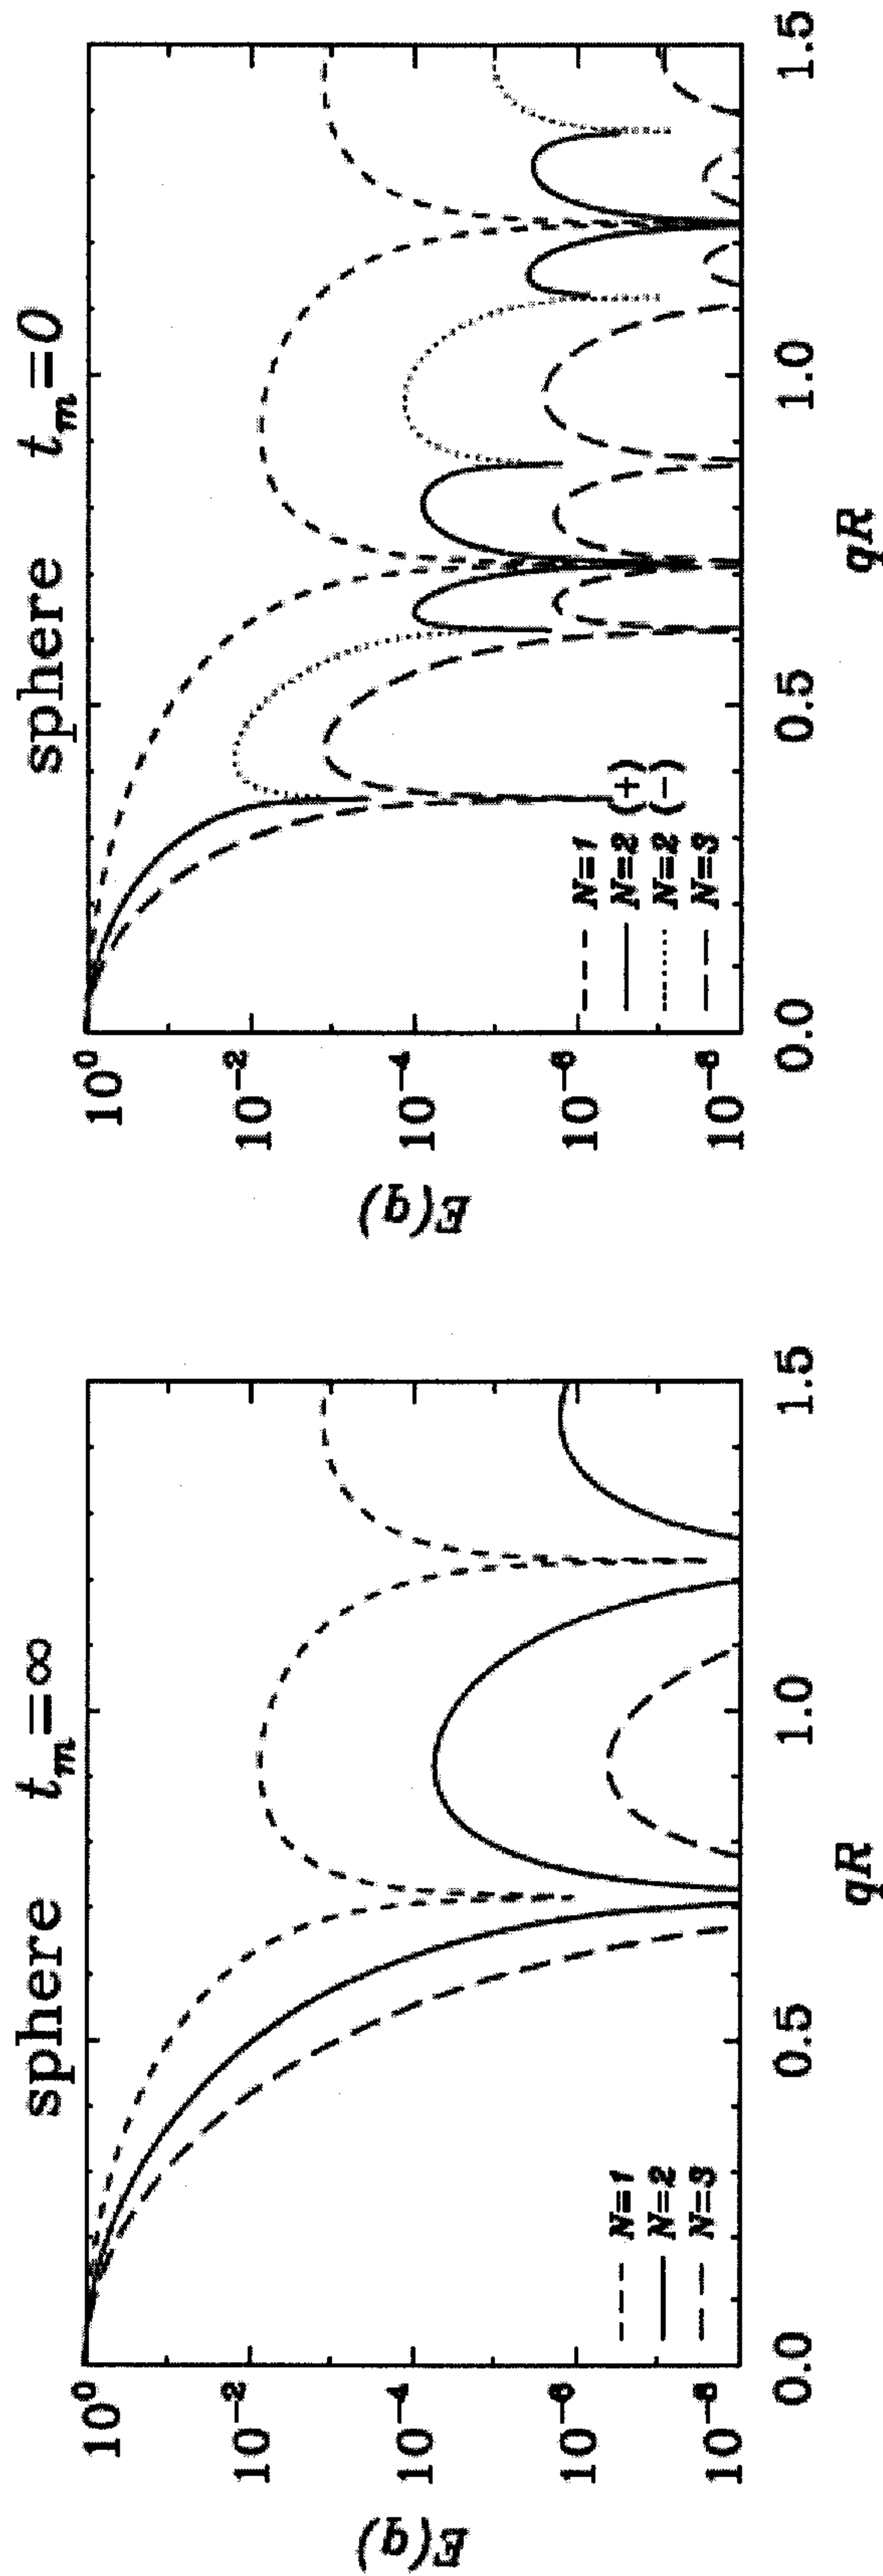 sphere t_m=∞
E(q)
10^0
10^-2
10^-4
10^-6
10^-8
N=1
N=2
N=3
0.0
0.5
1.0
1.5
qR
sphere t_m=0
E(q)
10^0
10^-2
10^-4
10^-6
10^-8
N=1
N=2(+)
N=2(-)
N=3
0.0
0.5
1.0
1.5
qR